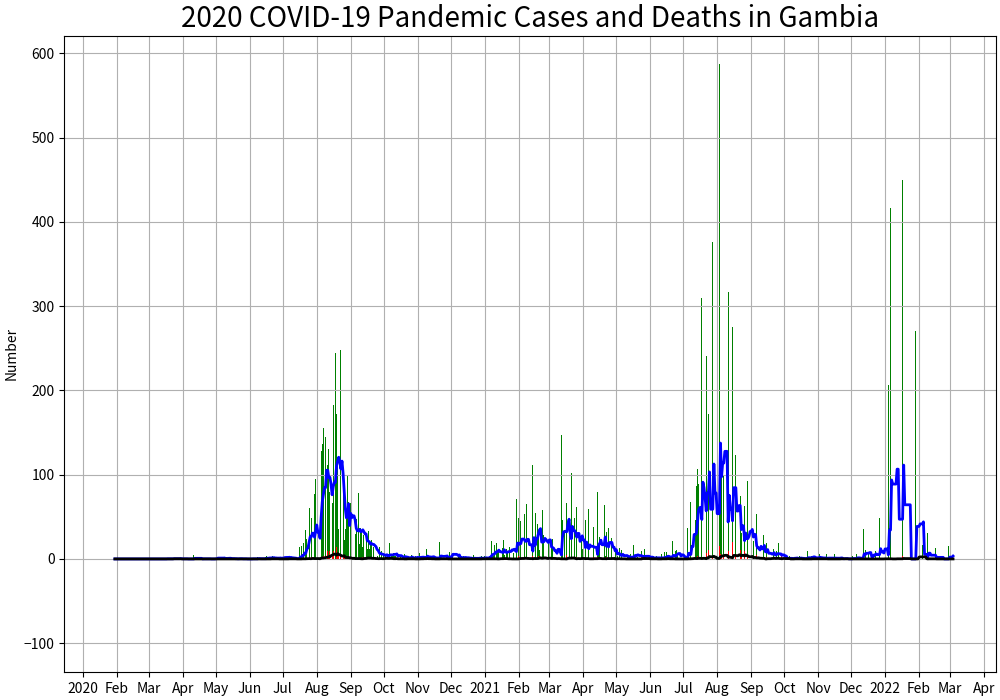 2020 COVID-19 Pandemic Cases and Deaths in Gambia
Number
600
500
400
300
200
100
0
−100
2020 Feb Mar Apr May Jun Jul Aug Sep Oct Nov Dec 2021 Feb Mar Apr May Jun Jul Aug Sep Oct Nov Dec 2022 Feb Mar Apr